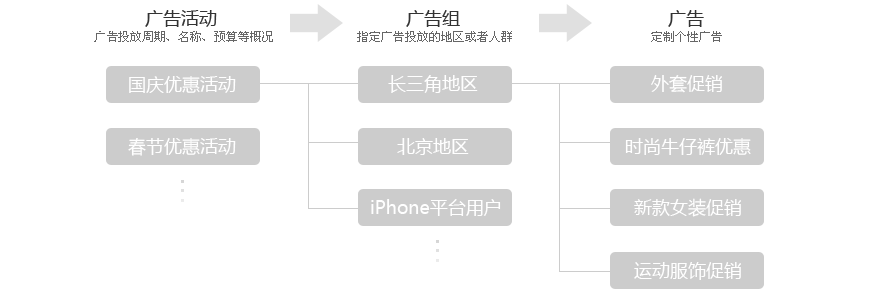 广告活动
广告投放周期、名称、预算等概况
广告组
指定广告投放的地区或者人群
广告
定制个性广告
国庆优惠活动
长三角地区
外套促销
春节优惠活动
北京地区
时尚牛仔裤优惠
iPhone平台用户
新款女装促销
运动服饰促销